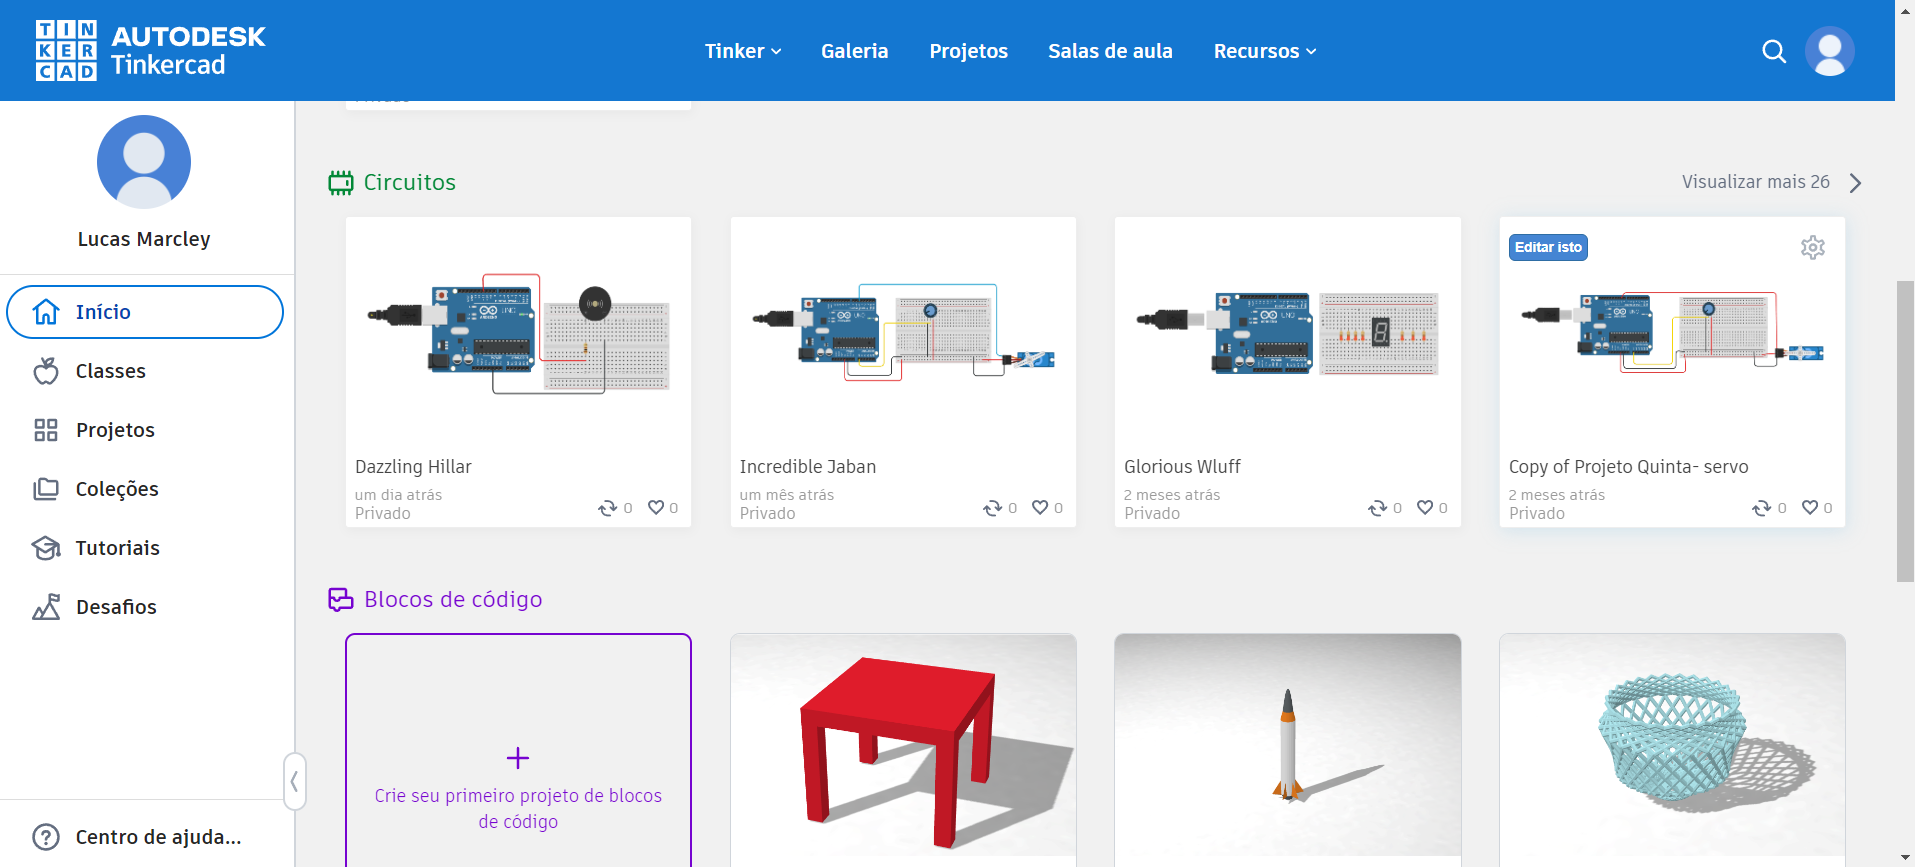 TIN
KER
CAD
AUTODESK
Tinkercad
Tinker
Galeria
Projetos
Salas de aula
Recursos
Lucas Marcley
Início
Classes
Projetos
Coleções
Tutoriais
Desafios
Centro de ajuda...
Circuitos
Visualizar mais 26
Dazzling Hillar
um dia atrás
Privado
0
0
Incredible Jaban
um mês atrás
Privado
0
0
Glorious Wluff
2 meses atrás
Privado
0
0
Editar isto
Copy of Projeto Quinta- servo
2 meses atrás
Privado
0
0
Blocos de código
Crie seu primeiro projeto de blocos
de código